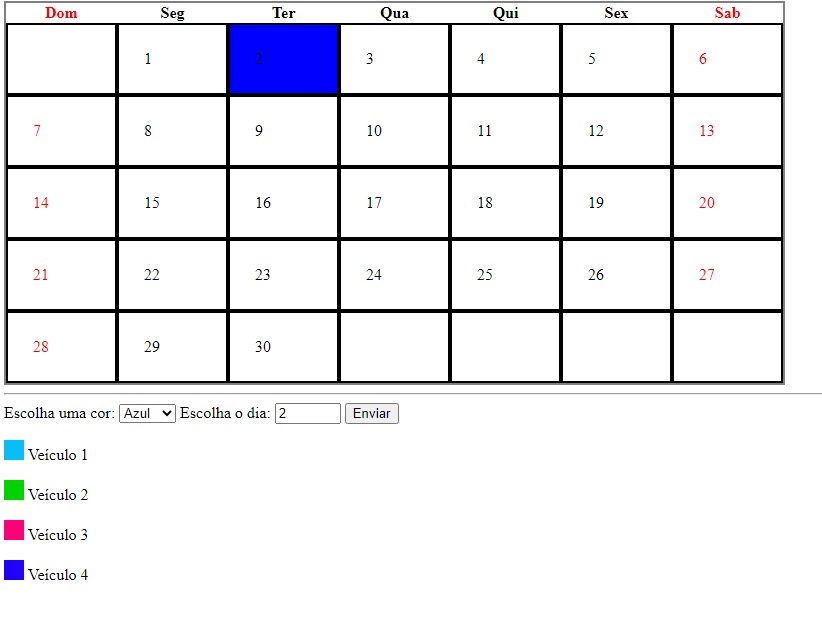 Dom Seg Ter Qua Qui Sex Sab
1 2 3 4 5 6
7 8 9 10 11 12 13
14 15 16 17 18 19 20
21 22 23 24 25 26 27
28 29 30
Escolha uma cor: Azul Escolha o dia: 2 Enviar
Veículo 1
Veículo 2
Veículo 3
Veículo 4